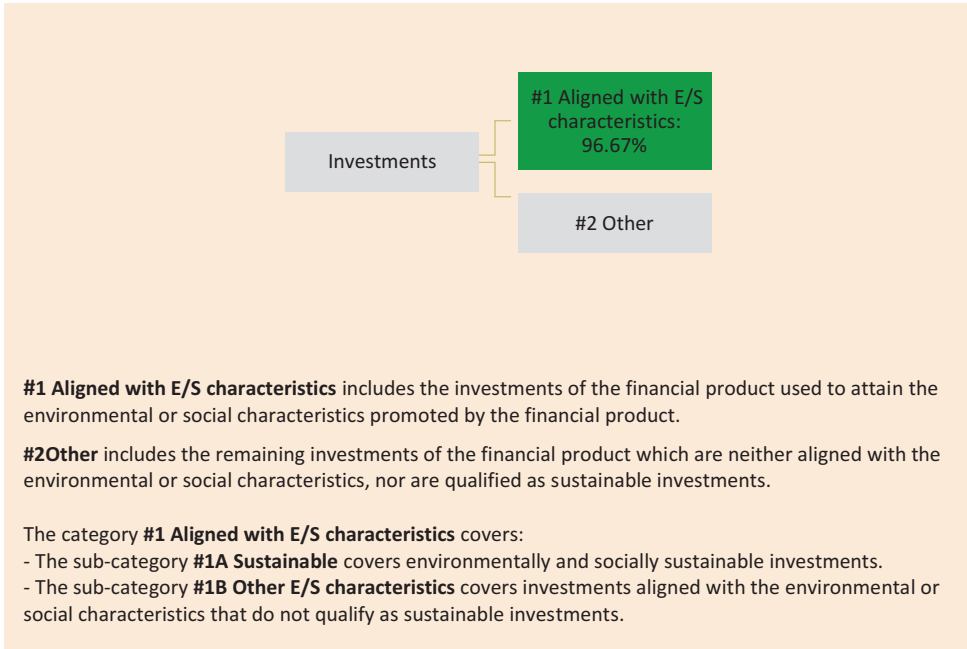 #1 Aligned with E/S
characteristics:
96.67%
Investments
#2 Other
#1 Aligned with E/S characteristics includes the investments of the financial product used to attain the
environmental or social characteristics promoted by the financial product.
#2Other includes the remaining investments of the financial product which are neither aligned with the
environmental or social characteristics, nor are qualified as sustainable investments.
The category #1 Aligned with E/S characteristics covers:
- The sub-category #1A Sustainable covers environmentally and socially sustainable investments.
- The sub-category #1B Other E/S characteristics covers investments aligned with the environmental or
social characteristics that do not qualify as sustainable investments.